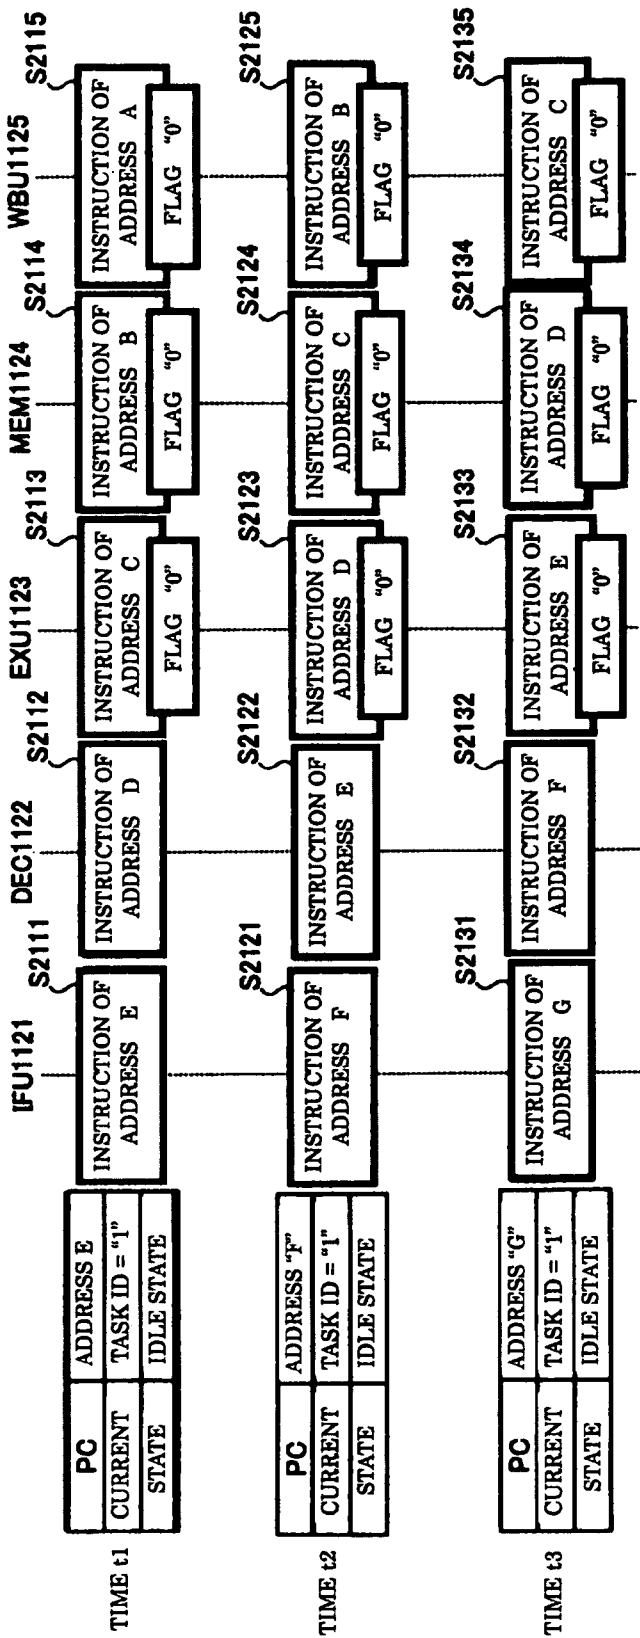 IFU1121
DEC1122
EXU1123
MEM1124
WBU1125
TIME t1
PC
ADDRESS E
CURRENT
TASK ID = "1"
STATE
IDLE STATE
S2111
INSTRUCTION OF
ADDRESS E
S2112
INSTRUCTION OF
ADDRESS D
S2113
INSTRUCTION OF
ADDRESS C
FLAG "0"
S2114
INSTRUCTION OF
ADDRESS B
FLAG "0"
S2115
INSTRUCTION OF
ADDRESS A
FLAG "0"
TIME t2
PC
ADDRESS "F"
CURRENT
TASK ID = "1"
STATE
IDLE STATE
S2121
INSTRUCTION OF
ADDRESS F
S2122
INSTRUCTION OF
ADDRESS E
S2123
INSTRUCTION OF
ADDRESS D
FLAG "0"
S2124
INSTRUCTION OF
ADDRESS C
FLAG "0"
S2125
INSTRUCTION OF
ADDRESS B
FLAG "0"
TIME t3
PC
ADDRESS "G"
CURRENT
TASK ID = "1"
STATE
IDLE STATE
S2131
INSTRUCTION OF
ADDRESS G
S2132
INSTRUCTION OF
ADDRESS F
S2133
INSTRUCTION OF
ADDRESS E
FLAG "0"
S2134
INSTRUCTION OF
ADDRESS D
FLAG "0"
S2135
INSTRUCTION OF
ADDRESS C
FLAG "0"